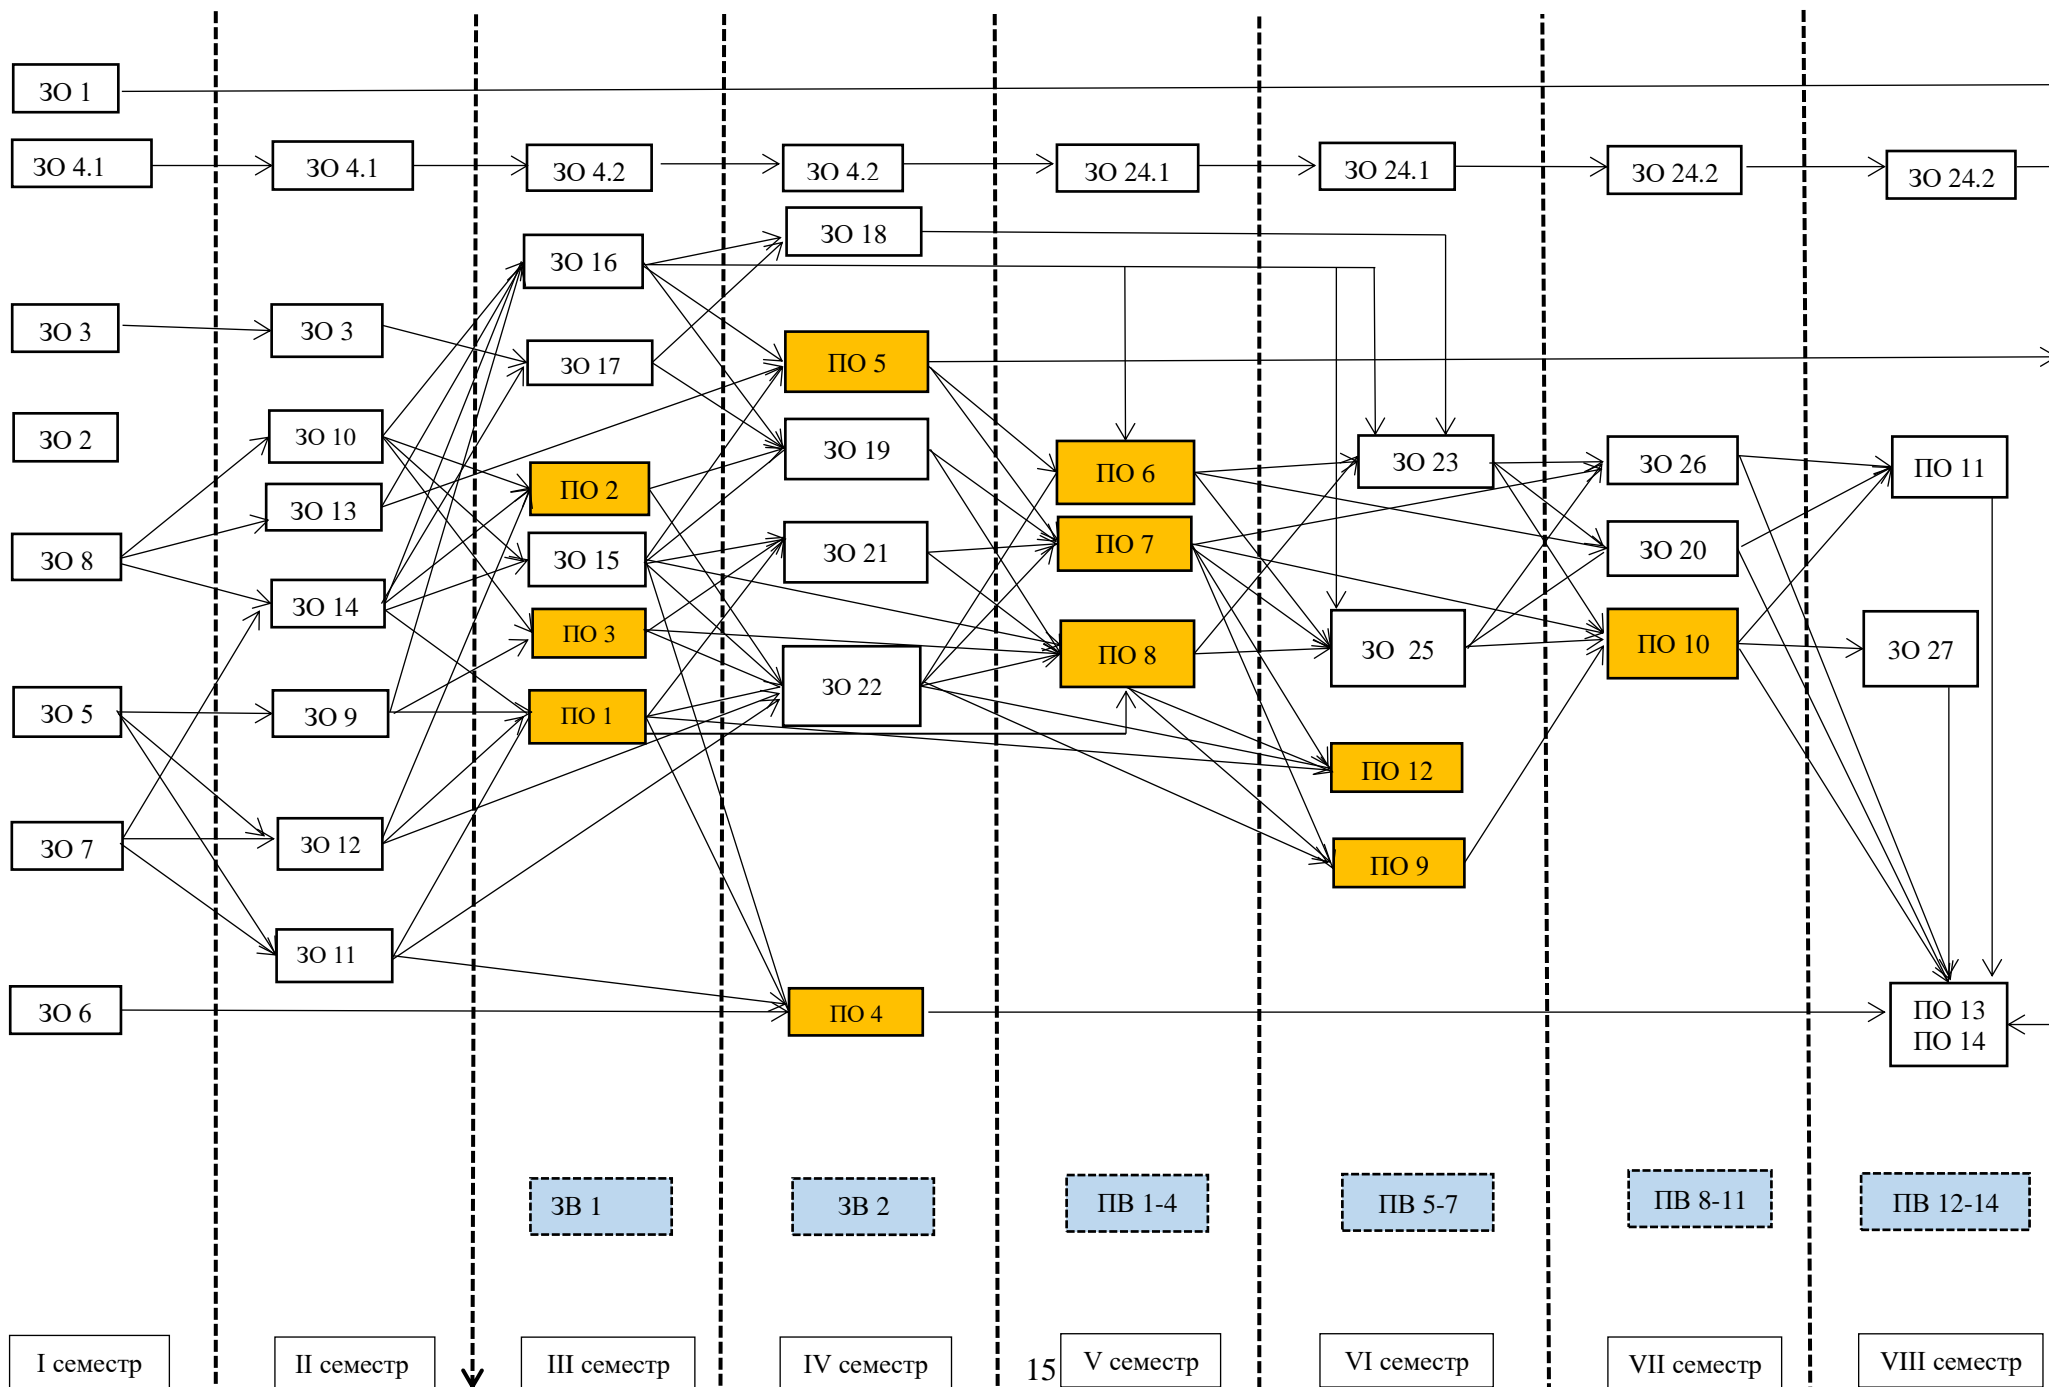 ЗО 1
ЗО 4.1
ЗО 4.1
ЗО 4.2
ЗО 4.2
ЗО 24.1
ЗО 24.1
ЗО 24.2
ЗО 24.2
ЗО 16
ЗО 18
ЗО 3
ЗО 3
ЗО 17
ПО 5
ЗО 2
ЗО 10
ПО 2
ЗО 19
ПО 6
ЗО 23
ЗО 26
ПО 11
ЗО 13
ЗО 8
ЗО 14
ЗО 15
ЗО 21
ПО 7
ЗО 20
ПО 3
ПО 8
ЗО 25
ПО 10
ЗО 27
ЗО 5
ЗО 9
ПО 1
ЗО 22
ПО 12
ЗО 7
ЗО 12
ПО 9
ЗО 11
ЗО 6
ПО 4
ПО 13
ПО 14
ЗВ 1
ЗВ 2
ПВ 1-4
ПВ 5-7
ПВ 8-11
ПВ 12-14
I семестр
II семестр
III семестр
IV семестр
15
V семестр
VI семестр
VII семестр
VIII семестр